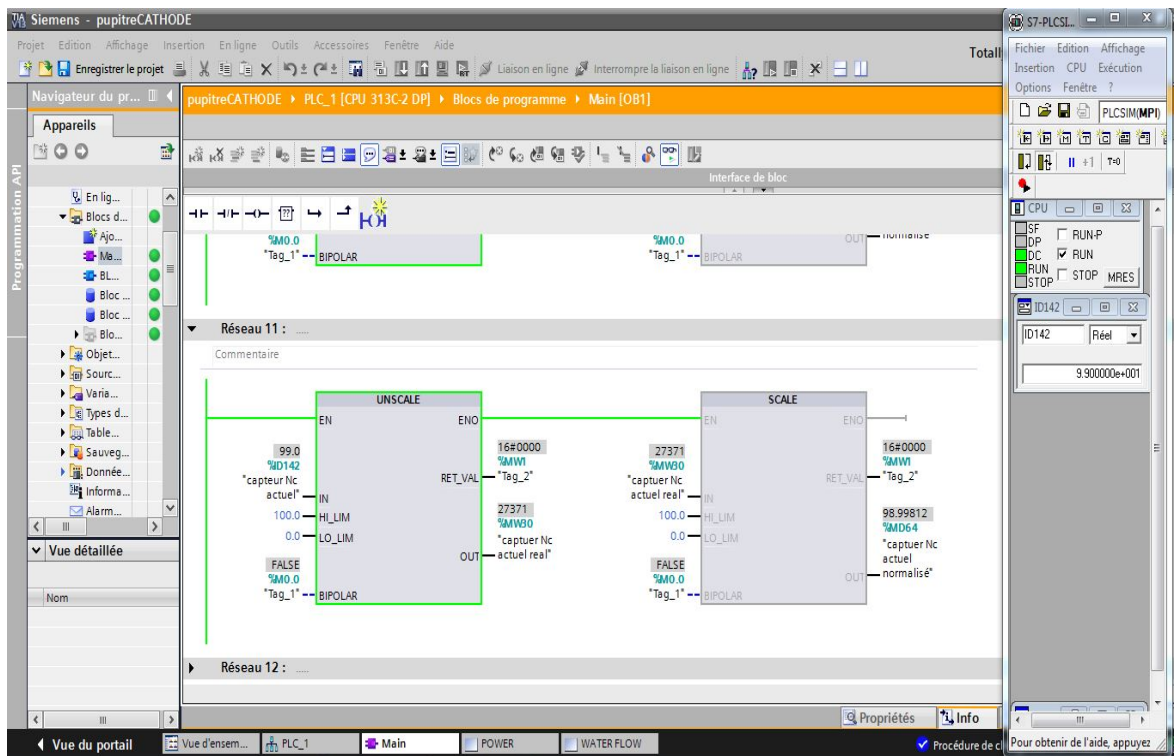 Siemens - pupitreCATHODE
Projet Edition Affichage Insertion En ligne Outils Accessoires Fenêtre Aide
Enregistrer le projet
Liaison en ligne
Interrompre la liaison en ligne
Totall
Navigateur du pr...
pupitreCATHODE PLC_1 [CPU 313C-2 DP] Blocs de programme Main [OB1]
Appareils
Programmation API
En lig...
Blocs d...
Ajo...
Ma...
BL...
Bloc ...
Bloc ...
Blo...
Objet...
Sourc...
Varia...
Types d...
Table...
Sauveg...
Donnée...
Informa...
Alarm...
Vue détaillée
Nom
Interface de bloc
??
%M0.0
"Tag_1"
BIPOLAR
%M0.0
"Tag_1"
BIPOLAR
OUT
normalisé"
Réseau 11 : .....
Commentaire
UNSCALE
EN
ENO
99.0
%ID142
"capteur Nc
actuel"
IN
100.0
HI_LIM
0.0
LO_LIM
FALSE
%M0.0
"Tag_1"
BIPOLAR
16#0000
%MW1
RET_VAL
"Tag_2"
27371
%MW30
"captuer Nc
OUT
actuel real"
SCALE
EN
ENO
27371
%MW30
"captuer Nc
actuel real"
IN
100.0
HI_LIM
0.0
LO_LIM
FALSE
%M0.0
"Tag_1"
BIPOLAR
16#0000
%MW1
RET_VAL
"Tag_2"
98.99812
%MD64
"captuer Nc
actuel
OUT
normalisé"
Réseau 12 : .....
Propriétés
Info
Vue du portail
Vue d'ensem...
PLC_1
Main
POWER
WATER FLOW
Procédure de c
S7-PLCSI...
Fichier Edition Affichage
Insertion CPU Exécution
Options Fenêtre ?
PLCSIM(MPI)
+1
T=0
CPU
SF
DP
DC
RUN
STOP
RUN-P
RUN
STOP
MRES
ID142
ID142
Réel
9.900000e+001
Pour obtenir de l'aide, appuyez